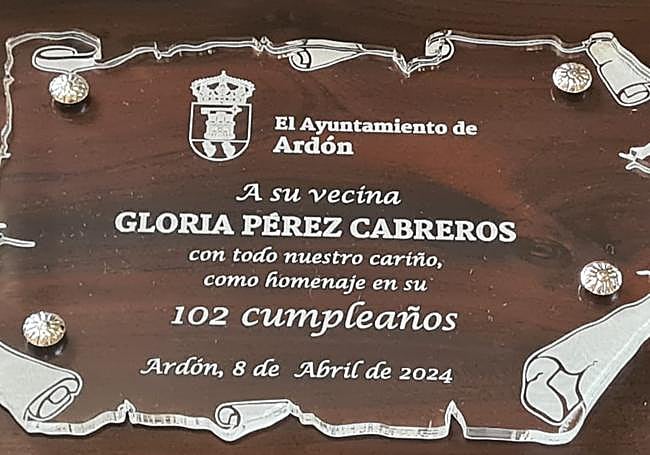 El Ayuntamiento de
Ardón
A su vecina
GLORIA PÉREZ CABREROS
con todo nuestro cariño,
como homenaje en su
102 cumpleaños
Ardón, 8 de Abril de 2024